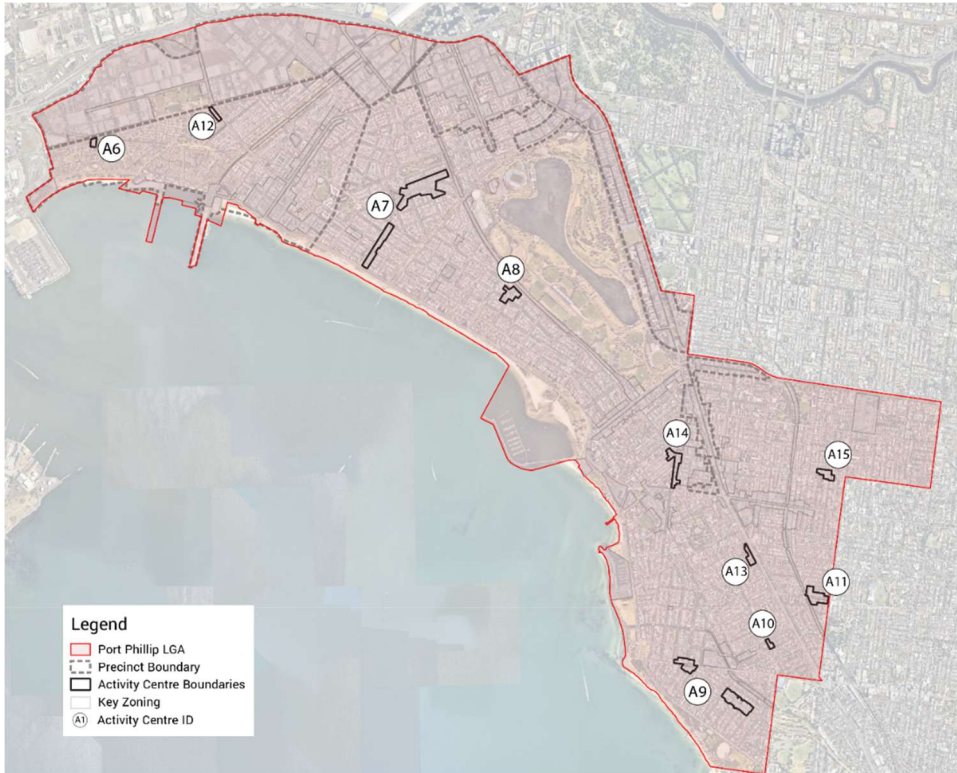 A12
A6
A7
A8
A14
A15
A13
A11
A10
A9
Legend
Port Phillip LGA
Precinct Boundary
Activity Centre Boundaries
Key Zoning
A1 Activity Centre ID